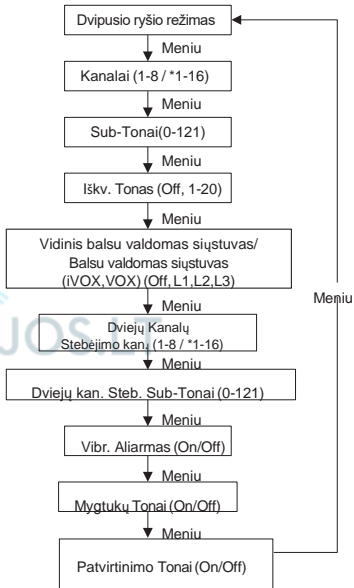 Dvipusio ryšio režimas
Meniu
Kanalai (1-8 / *1-16)
Meniu
Sub-Tonai(0-121)
Meniu
Iškv. Tonas (Off, 1-20)
Meniu
Vidinis balsu valdomas siųstuvas/
Balsu valdomas siųstuvas
(iVOX,VOX) (Off,L1,L2,L3)
Meniu
Meniu
Dviejų Kanalų
Stebėjimo kan. (1-8 / *1-16)
Meniu
Dviejų kan. Steb. Sub-Tonai (0-121)
Meniu
Vibr. Aliarmas (On/Off)
Meniu
Mygtukų Tonai (On/Off)
Meniu
Patvirtinimo Tonai (On/Off)
JOS.LT